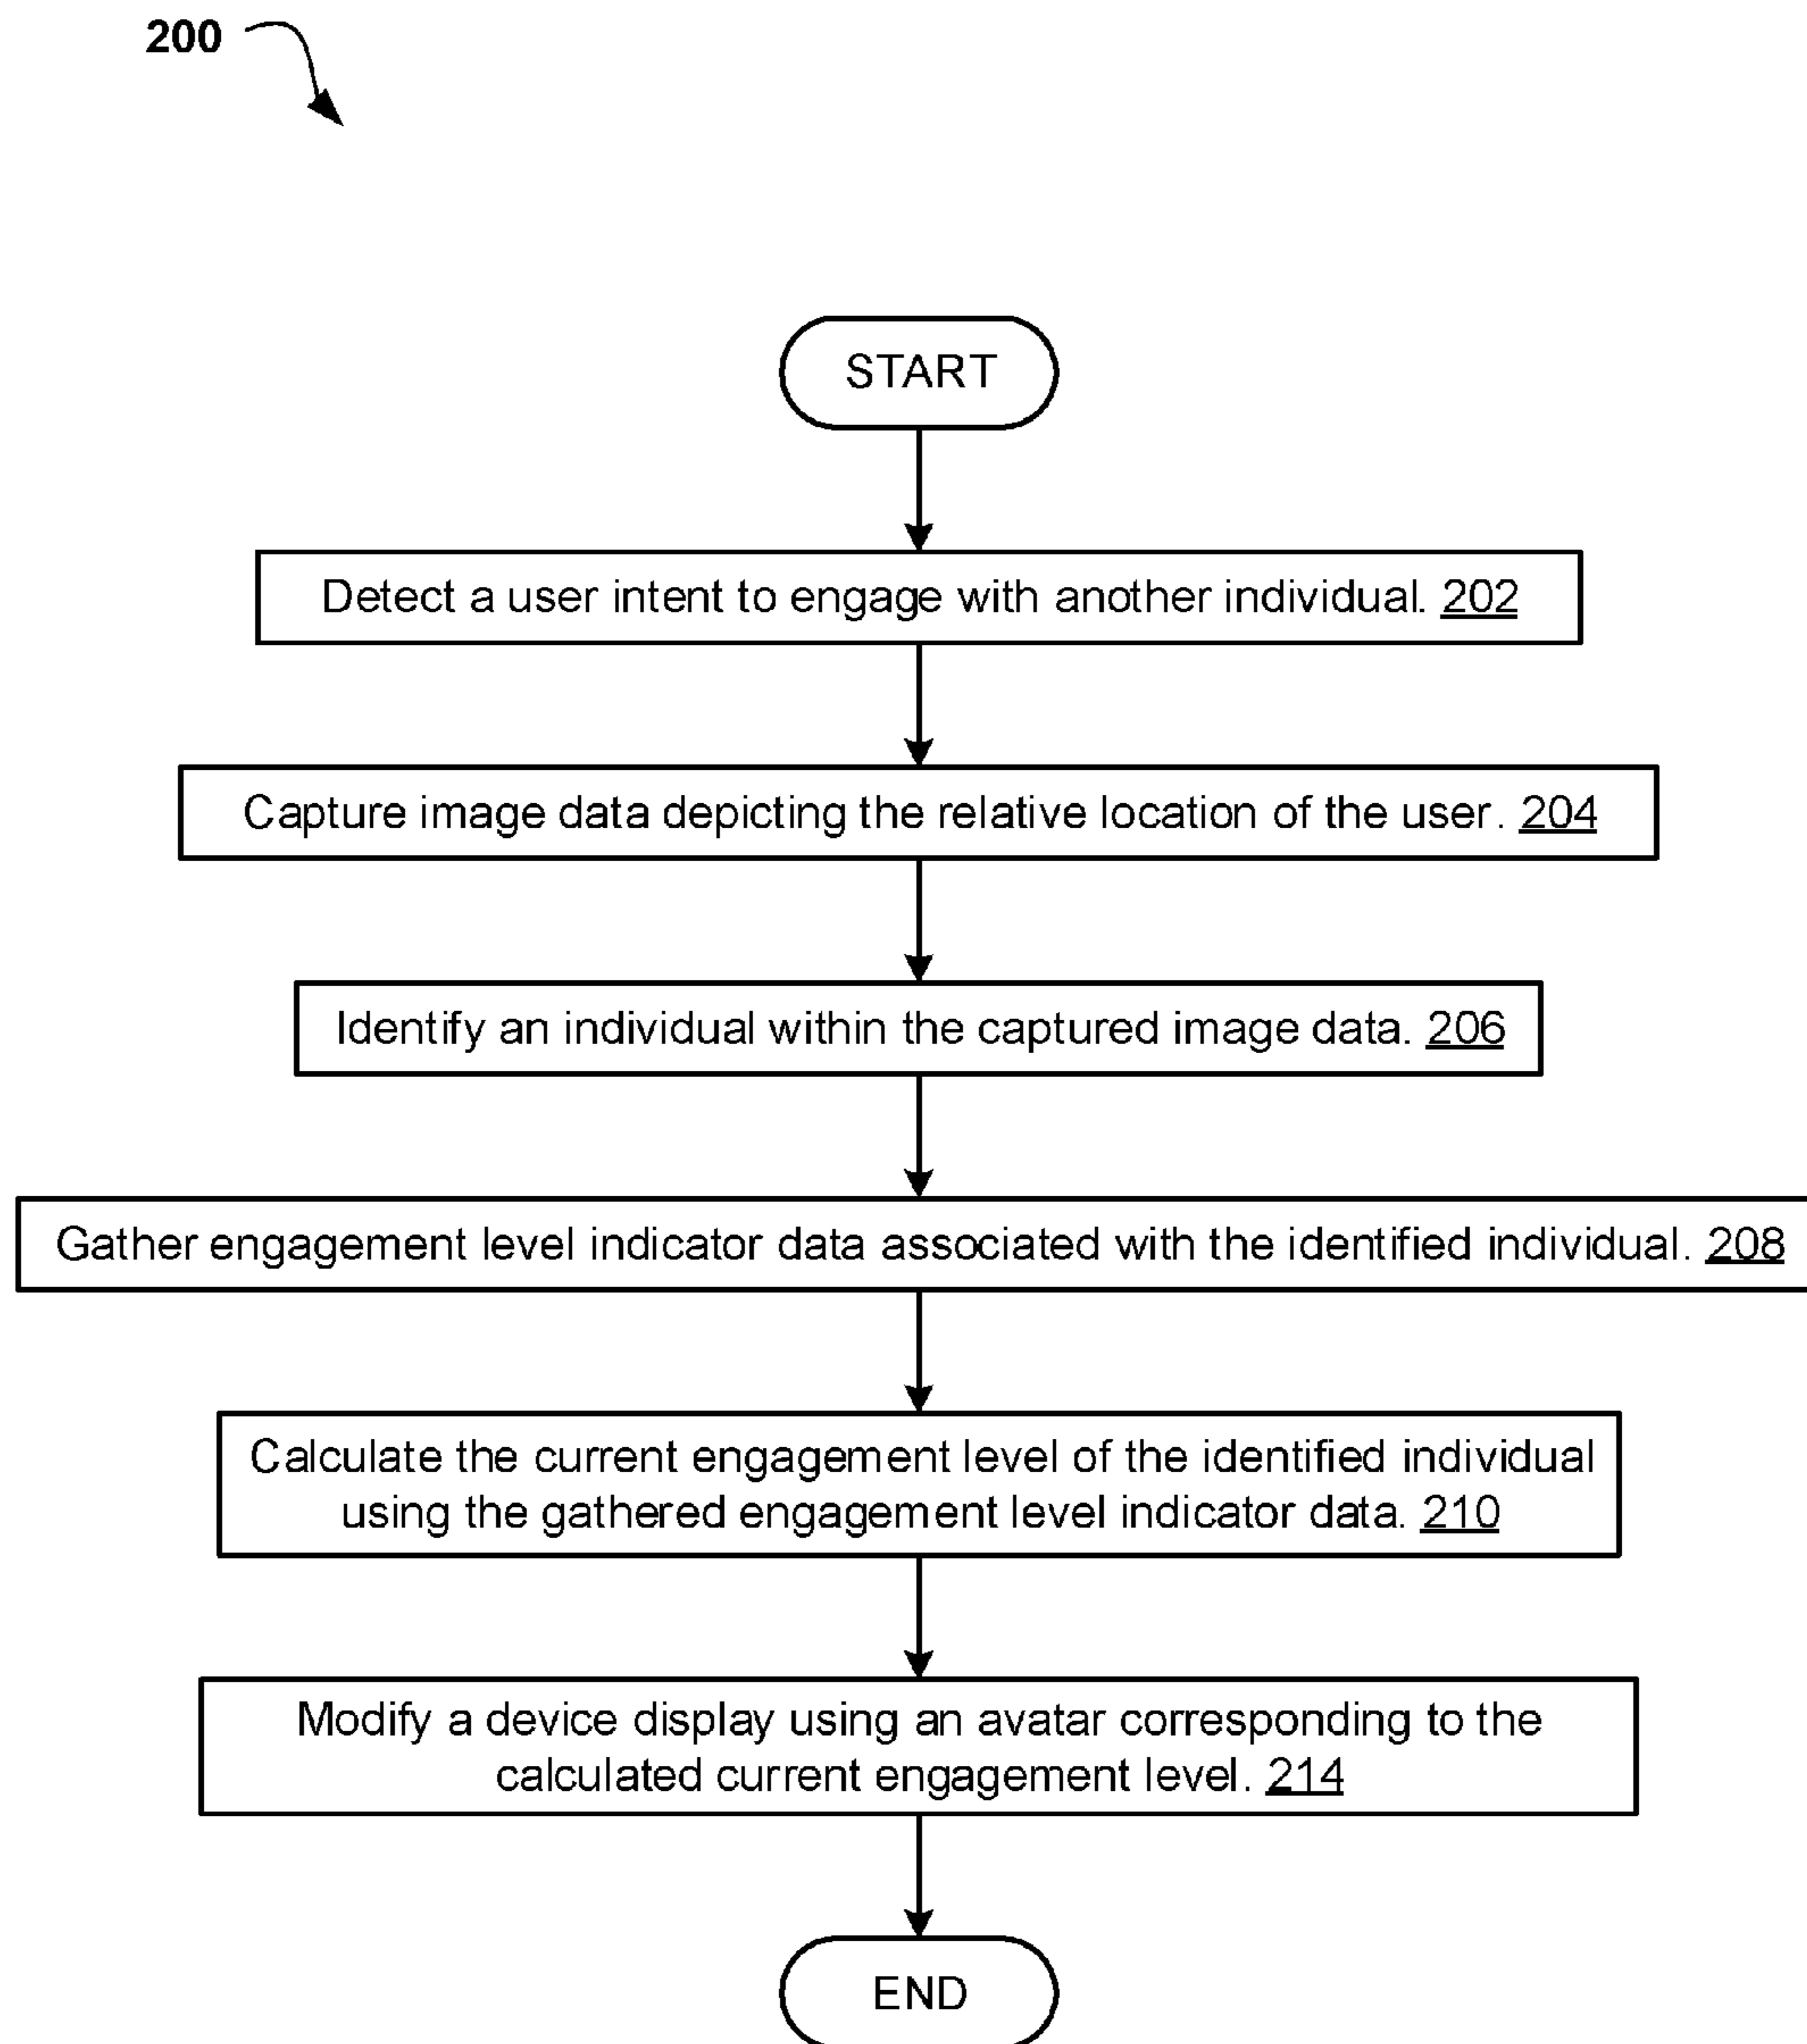 200
START
Detect a user intent to engage with another individual. 202
Capture image data depicting the relative location of the user. 204
Identify an individual within the captured image data. 206
Gather engagement level indicator data associated with the identified individual. 208
Calculate the current engagement level of the identified individual
using the gathered engagement level indicator data. 210
Modify a device display using an avatar corresponding to the
calculated current engagement level. 214
END